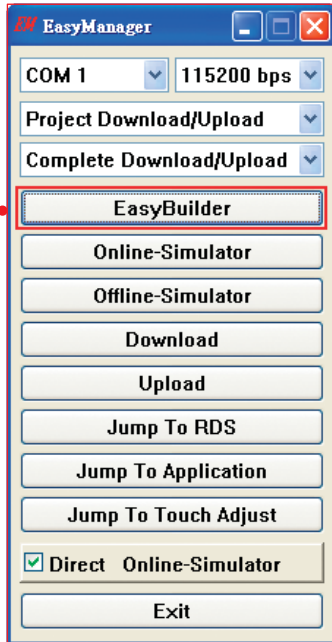 EM EasyManager
COM 1 115200 bps
Project Download/Upload
Complete Download/Upload
EasyBuilder
Online-Simulator
Offline-Simulator
Download
Upload
Jump To RDS
Jump To Application
Jump To Touch Adjust
Direct Online-Simulator
Exit